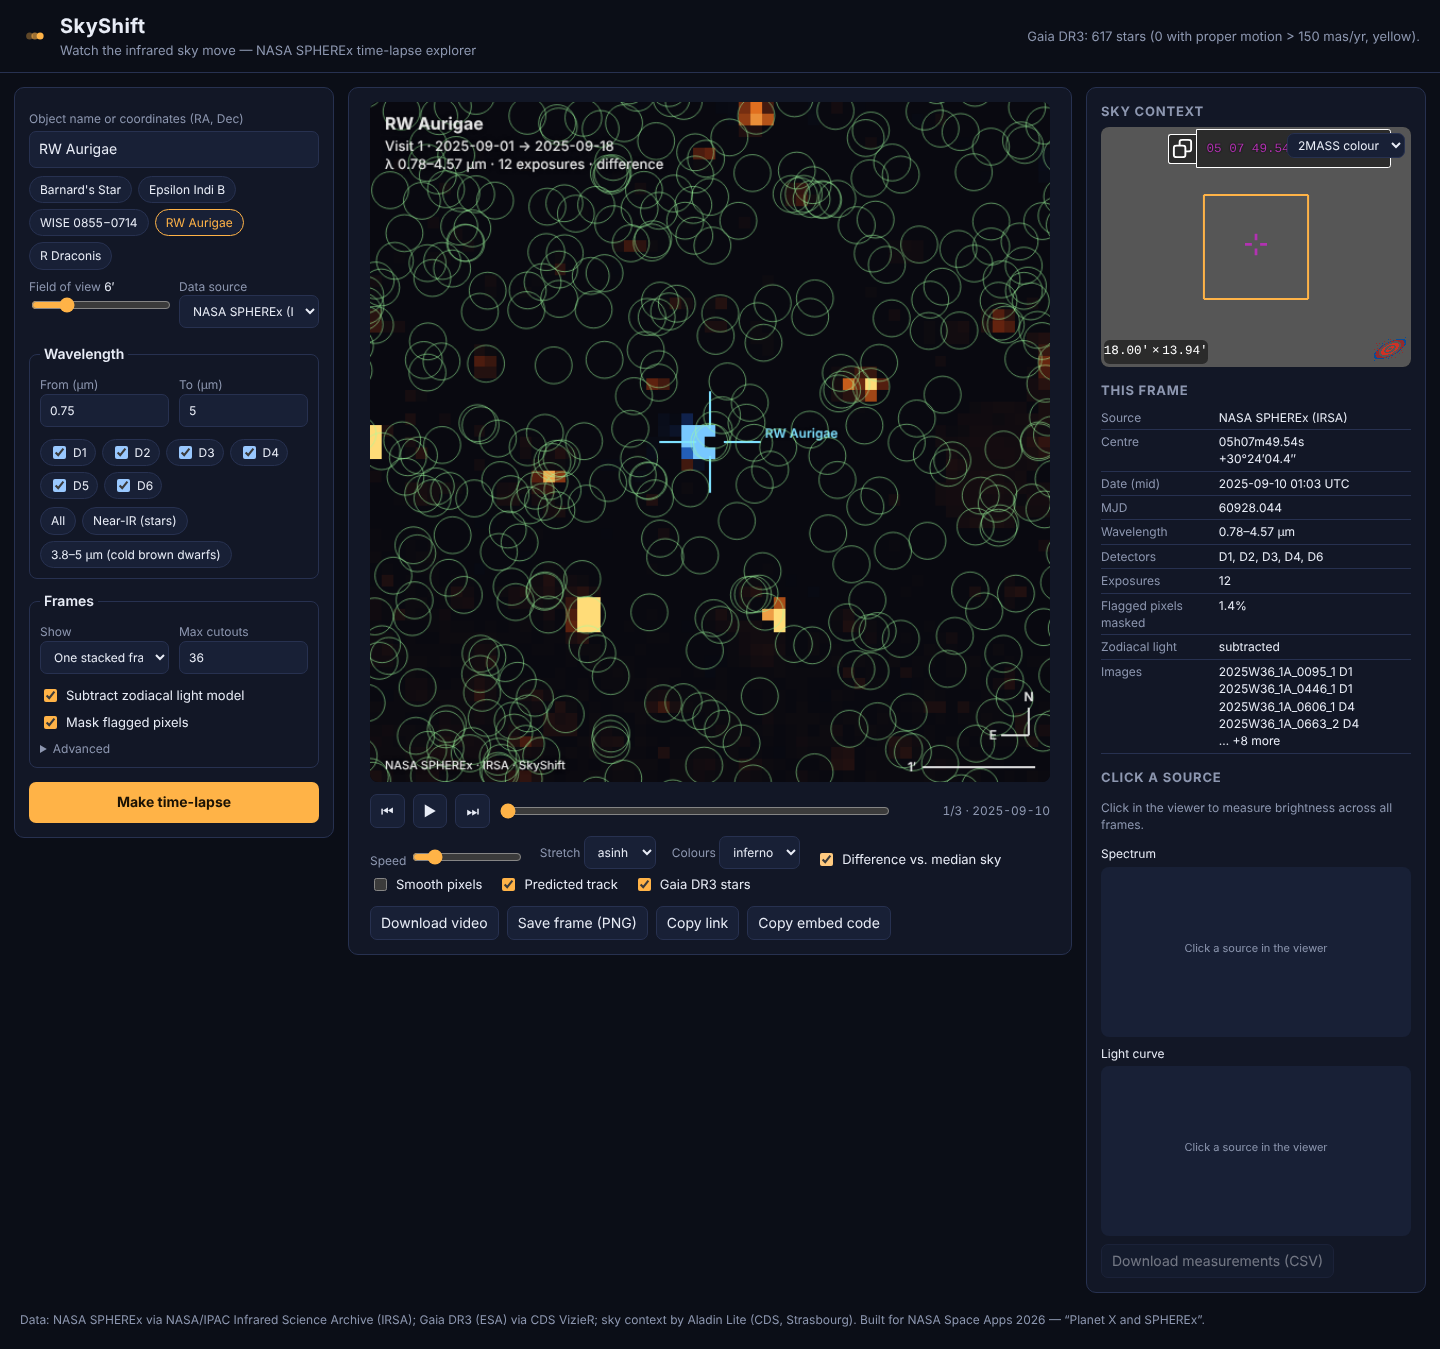 SkyShift
Watch the infrared sky move — NASA SPHEREx time-lapse explorer
Gaia DR3: 617 stars (0 with proper motion > 150 mas/yr, yellow).
Object name or coordinates (RA, Dec)
RW Aurigae
Barnard's Star
Epsilon Indi B
WISE 0855−0714
RW Aurigae
R Draconis
Field of view 6′
Data source
NASA SPHEREx (I
Wavelength
From (μm)
To (μm)
0.75
5
D1
D2
D3
D4
D5
D6
All
Near-IR (stars)
3.8–5 μm (cold brown dwarfs)
Frames
Show
Max cutouts
One stacked fra
36
Subtract zodiacal light model
Mask flagged pixels
Advanced
Make time-lapse
RW Aurigae
Visit 1 · 2025-09-01 → 2025-09-18
λ 0.78–4.57 μm · 12 exposures · difference
RW Aurigae
N
E
1′
NASA SPHEREx · IRSA · SkyShift
1/3 · 2025-09-10
Speed
Stretch
asinh
Colours
inferno
Difference vs. median sky
Smooth pixels
Predicted track
Gaia DR3 stars
Download video
Save frame (PNG)
Copy link
Copy embed code
SKY CONTEXT
05 07 49.54
2MASS colour
18.00' × 13.94'
THIS FRAME
Source
NASA SPHEREx (IRSA)
Centre
05h07m49.54s
+30°24′04.4″
Date (mid)
2025-09-10 01:03 UTC
MJD
60928.044
Wavelength
0.78–4.57 μm
Detectors
D1, D2, D3, D4, D6
Exposures
12
Flagged pixels
masked
1.4%
Zodiacal light
subtracted
Images
2025W36_1A_0095_1 D1
2025W36_1A_0446_1 D1
2025W36_1A_0606_1 D4
2025W36_1A_0663_2 D4
… +8 more
CLICK A SOURCE
Click in the viewer to measure brightness across all
frames.
Spectrum
Click a source in the viewer
Light curve
Click a source in the viewer
Download measurements (CSV)
Data: NASA SPHEREx via NASA/IPAC Infrared Science Archive (IRSA); Gaia DR3 (ESA) via CDS VizieR; sky context by Aladin Lite (CDS, Strasbourg). Built for NASA Space Apps 2026 — “Planet X and SPHEREx”.